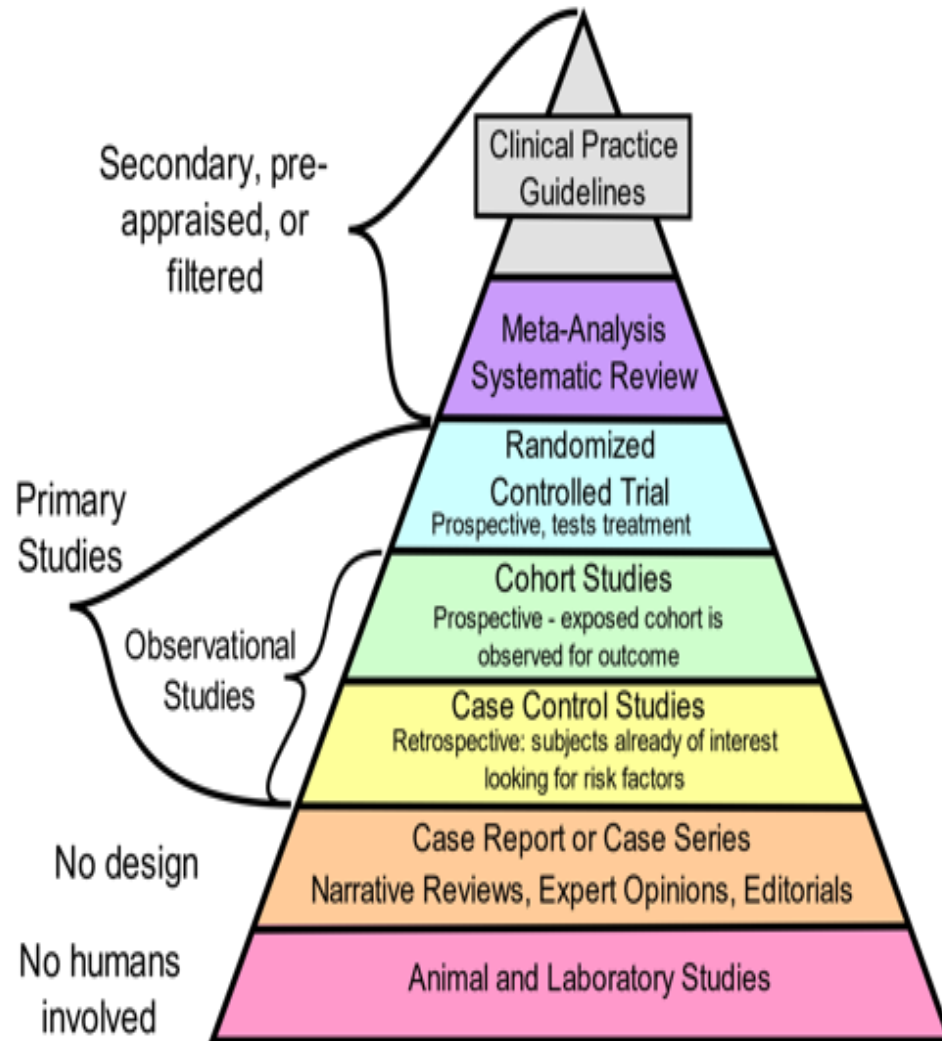 Clinical Practice
Guidelines
Secondary, pre-
appraised, or
filtered
Meta-Analysis
Systematic Review
Randomized
Controlled Trial
Prospective, tests treatment
Primary
Studies
Cohort Studies
Prospective - exposed cohort is
observed for outcome
Observational
Studies
Case Control Studies
Retrospective: subjects already of interest
looking for risk factors
No design
Case Report or Case Series
Narrative Reviews, Expert Opinions, Editorials
No humans
involved
Animal and Laboratory Studies